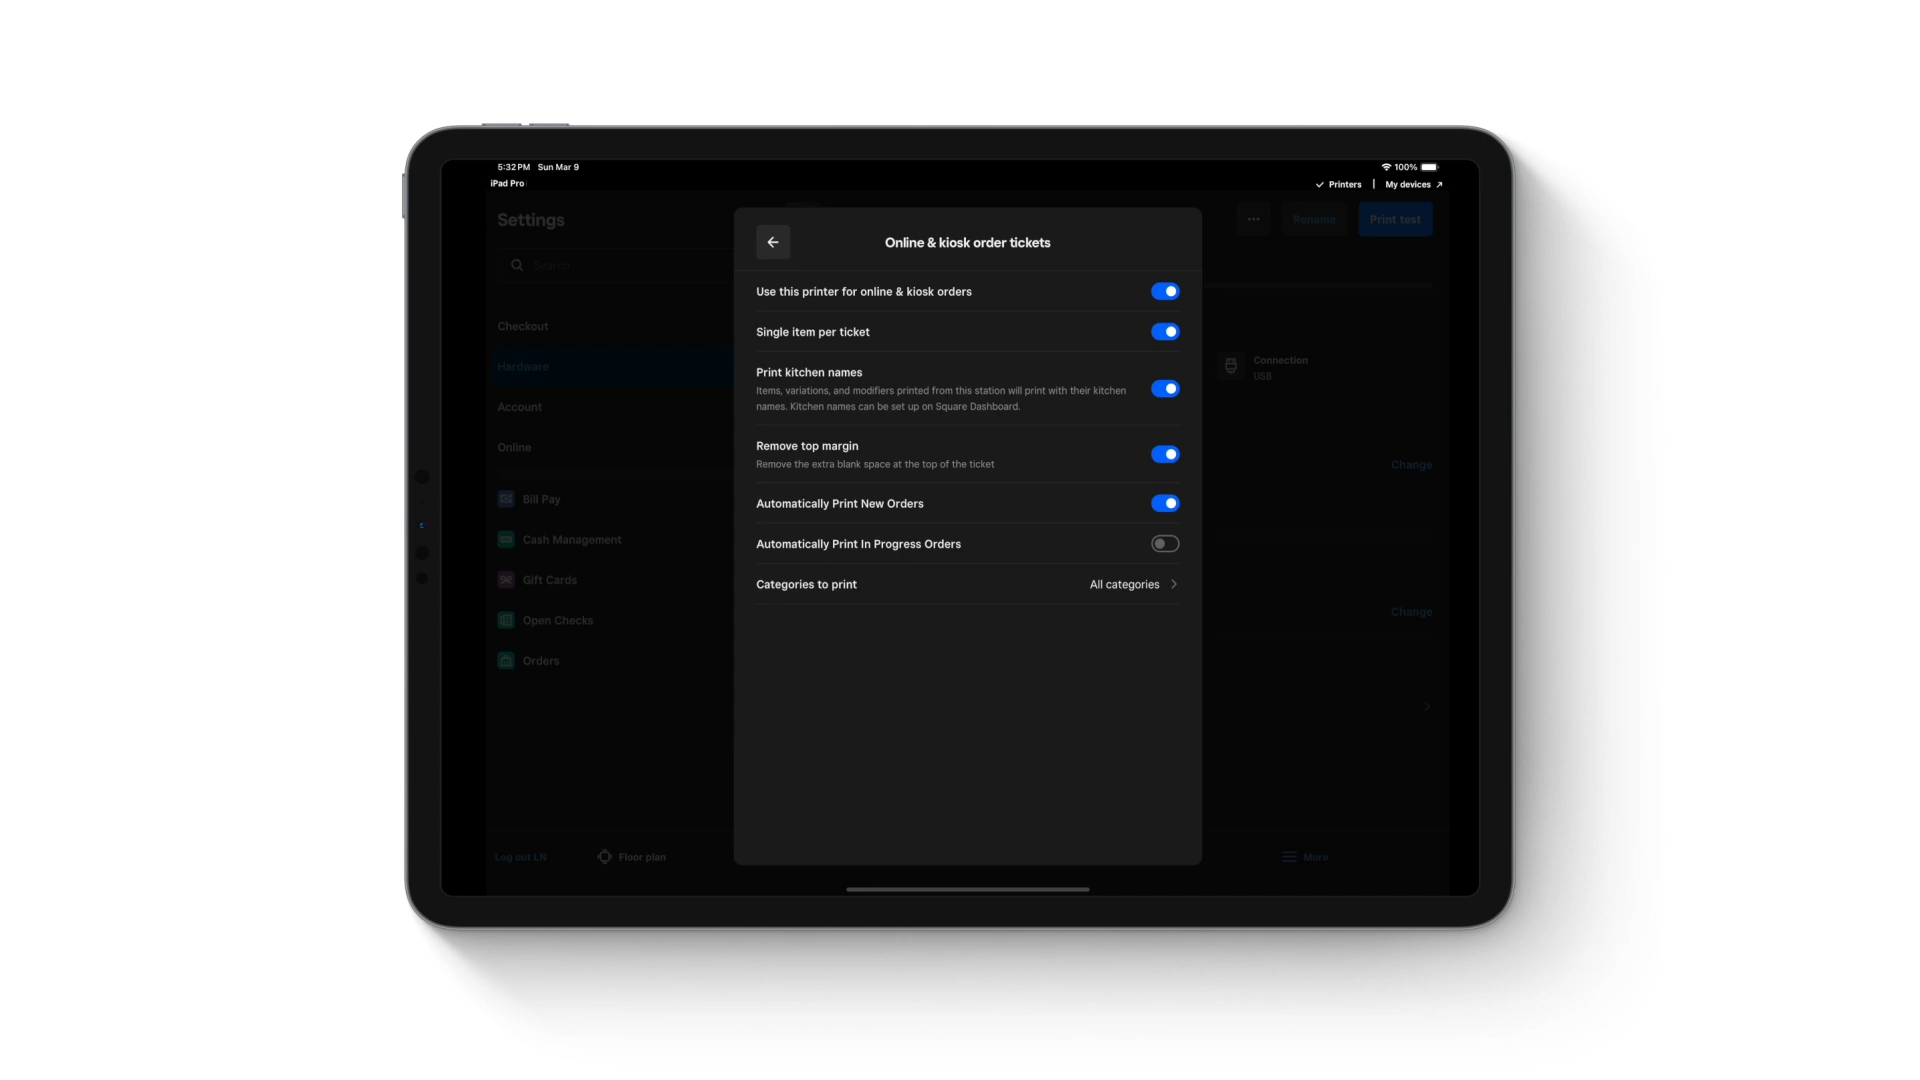 5:32 PM Sun Mar 9
100%
iPad Pro
Printers | My devices
Settings
Rename
Print test
Search
Checkout
Hardware
Account
Online
Bill Pay
Cash Management
Gift Cards
Open Checks
Orders
Online & kiosk order tickets
Use this printer for online & kiosk orders
Single item per ticket
Print kitchen names
Items, variations, and modifiers printed from this station will print with their kitchen
names. Kitchen names can be set up on Square Dashboard.
Remove top margin
Remove the extra blank space at the top of the ticket
Automatically Print New Orders
Automatically Print In Progress Orders
Categories to print All categories
Connection
USB
Change
Change
Log out LN
Floor plan
More